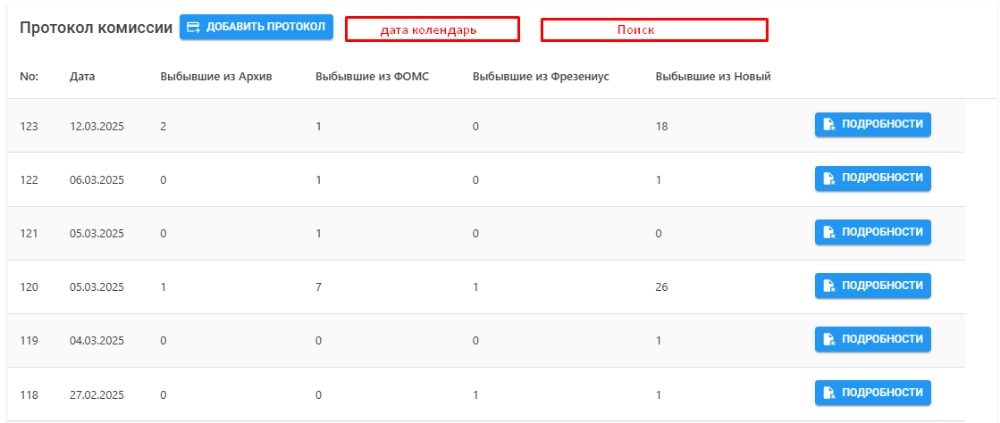 Протокол комиссии ДОБАВИТЬ ПРОТОКОЛ дата колендарь Поиск
No: Дата Выбывшие из Архив Выбывшие из ФОМС Выбывшие из Фрезениус Выбывшие из Новый
123 12.03.2025 2 1 0 18 ПОДРОБНОСТИ
122 06.03.2025 0 1 0 1 ПОДРОБНОСТИ
121 05.03.2025 0 1 0 0 ПОДРОБНОСТИ
120 05.03.2025 1 7 1 26 ПОДРОБНОСТИ
119 04.03.2025 0 0 0 1 ПОДРОБНОСТИ
118 27.02.2025 0 0 1 1 ПОДРОБНОСТИ